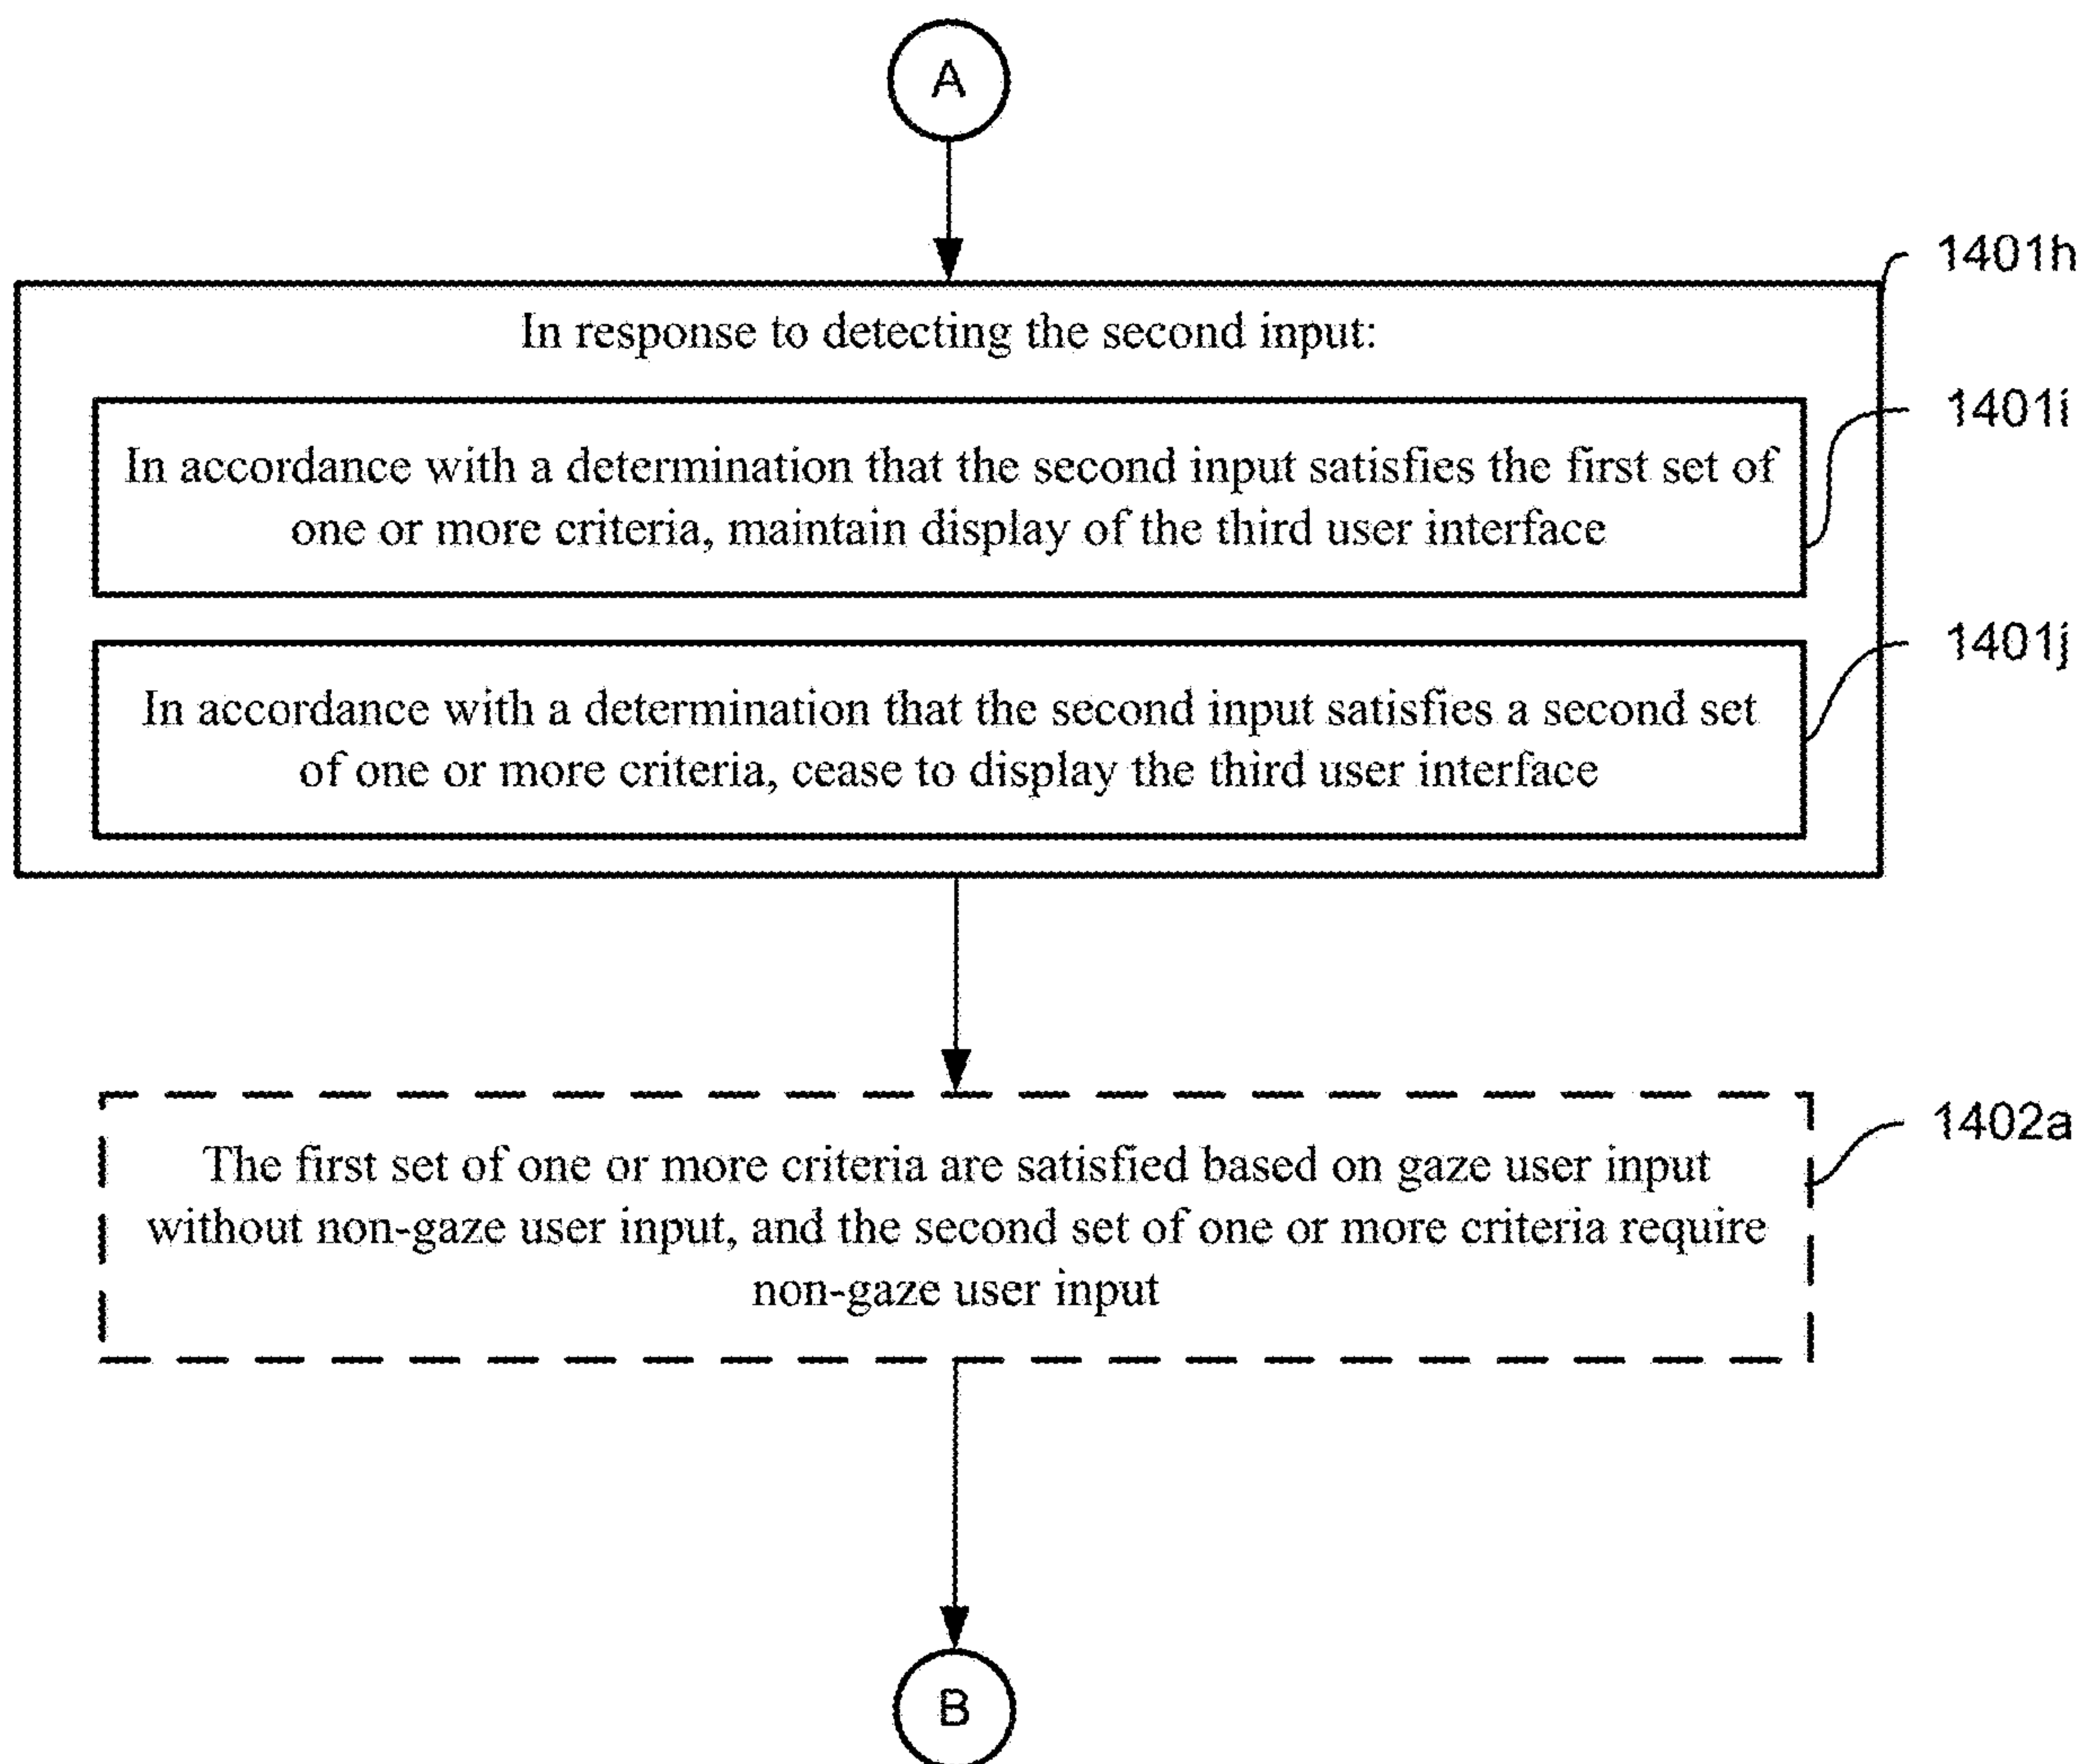 A
1401h
In response to detecting the second input:
1401i
In accordance with a determination that the second input satisfies the first set of
one or more criteria, maintain display of the third user interface
1401j
In accordance with a determination that the second input satisfies a second set
of one or more criteria, cease to display the third user interface
1402a
The first set of one or more criteria are satisfied based on gaze user input
without non-gaze user input, and the second set of one or more criteria require
non-gaze user input
B